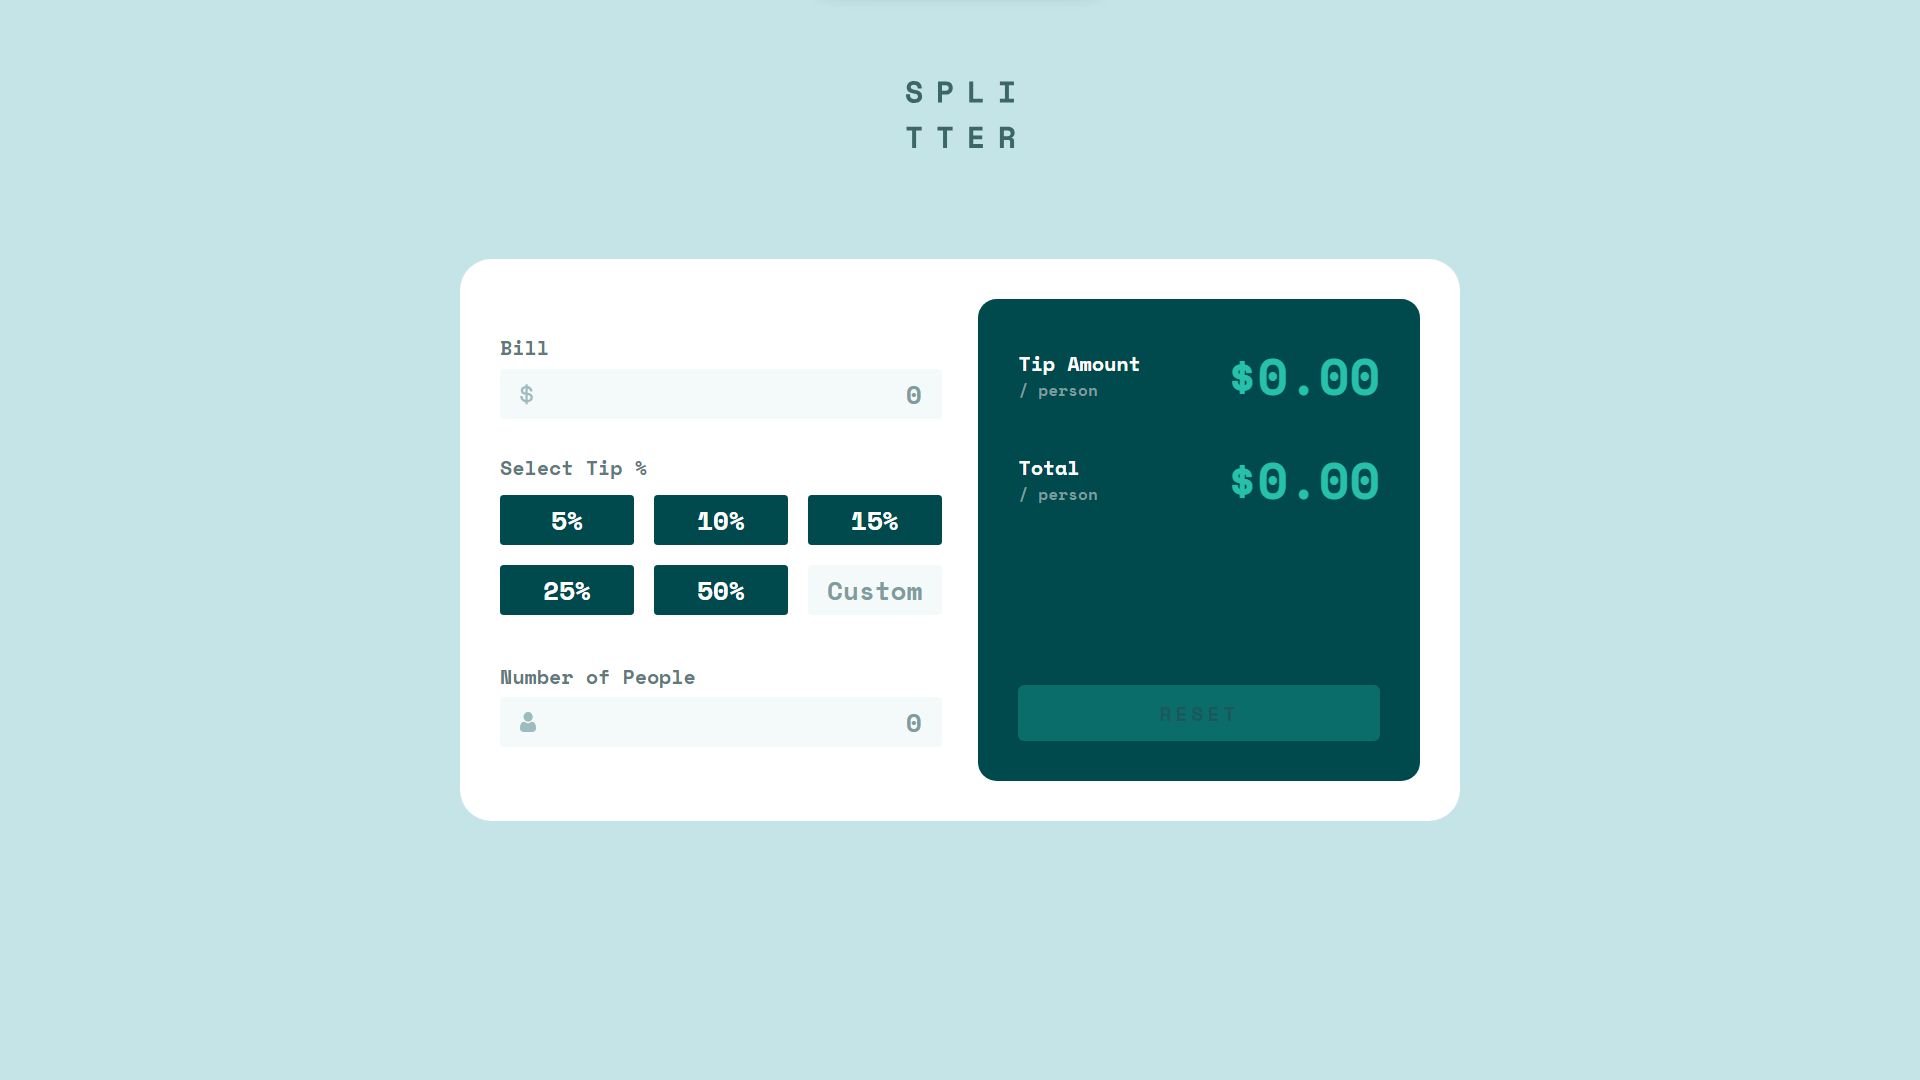 SPLI
TTER
Bill
$ 0
Select Tip %
5% 10% 15%
25% 50% Custom
Number of People
0
Tip Amount
/ person
$0.00
Total
/ person
$0.00
RESET